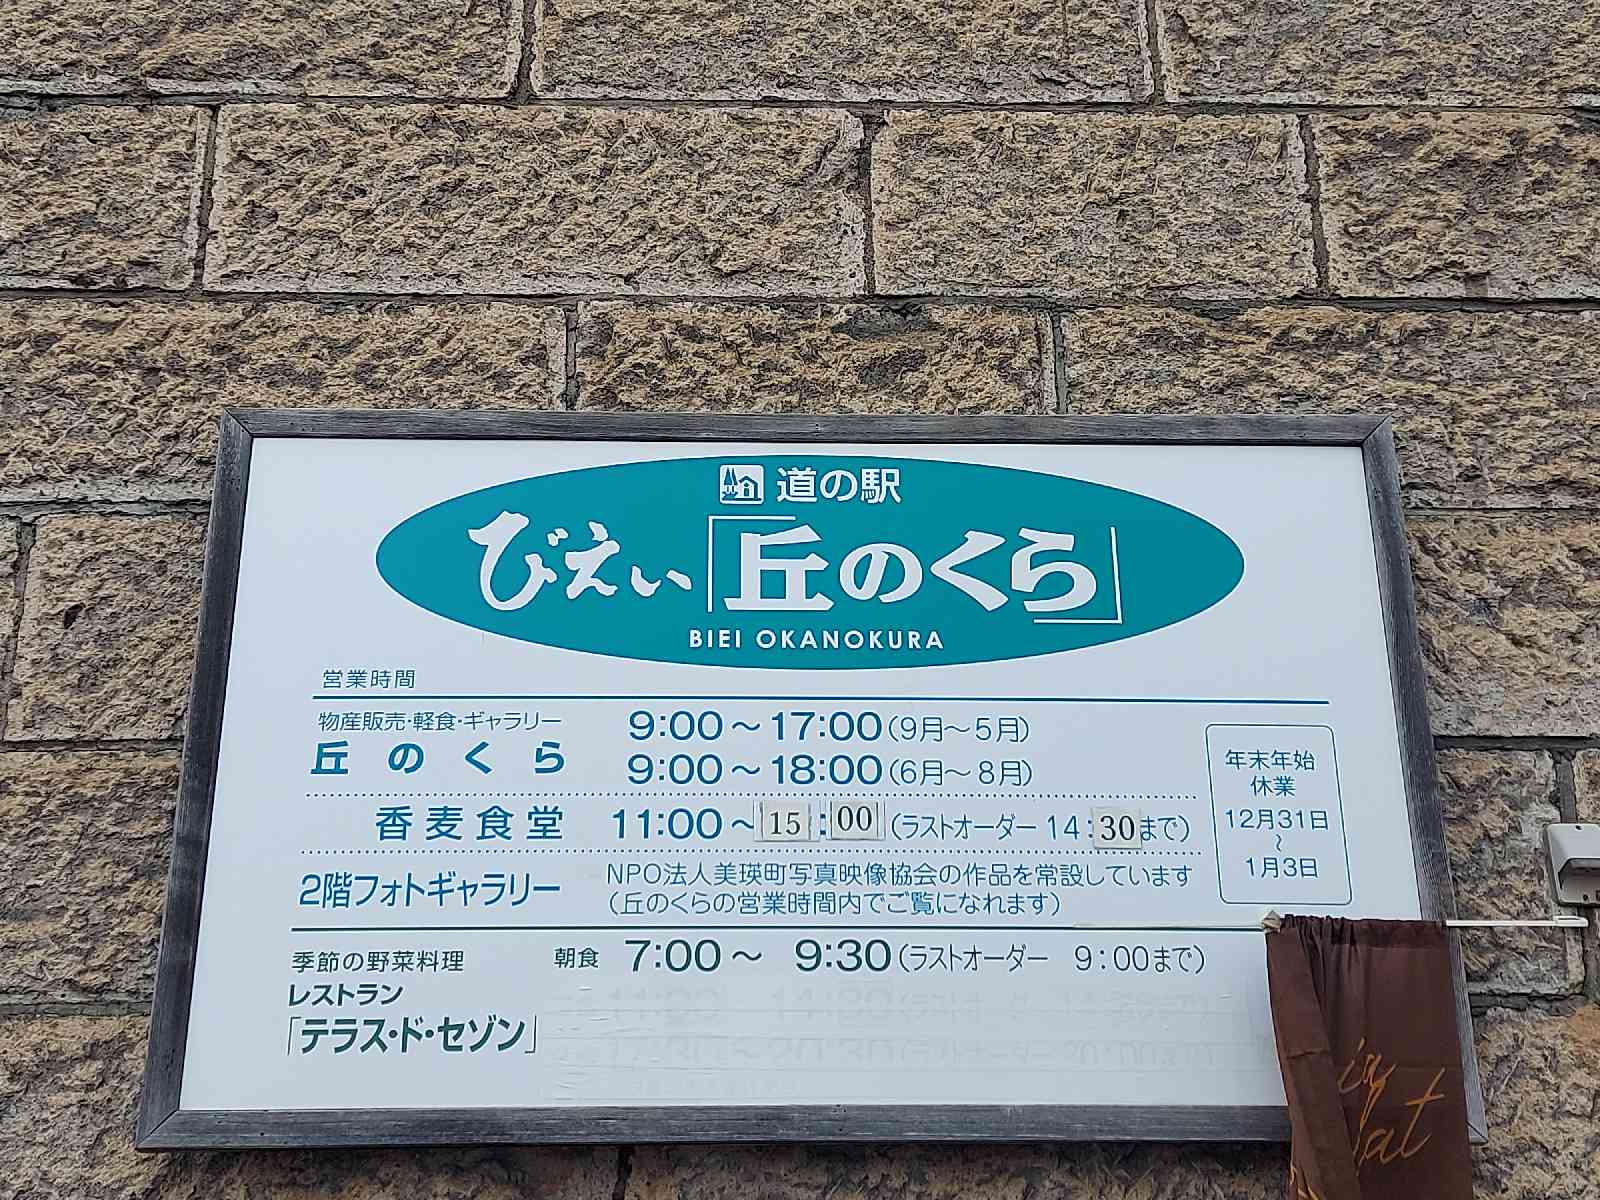 道の駅
びえい「丘のくら」
BIEI OKANOKURA
営業時間
物産販売・軽食・ギャラリー
丘のくら
9:00～17:00(9月～5月)
9:00～18:00(6月～8月)
香麦食堂 11:00～15:00(ラストオーダー 14:30まで)
2階フォトギャラリー
NPO法人美瑛町写真映像協会の作品を常設しています
(丘のくらの営業時間内でご覧になれます)
年末年始
休業
12月31日
～
1月3日
季節の野菜料理
レストラン
「テラス・ド・セゾン」
朝食 7:00～ 9:30(ラストオーダー 9:00まで)